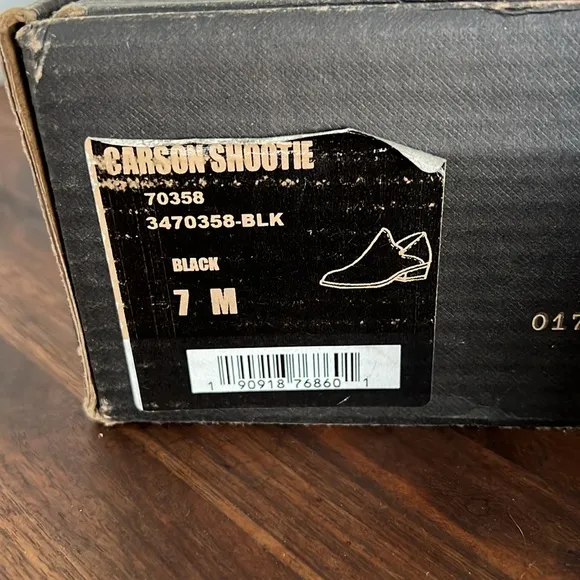 CARSON SHOOTIE
70358
3470358-BLK
BLACK
7 M
017
1 90918 76860 1